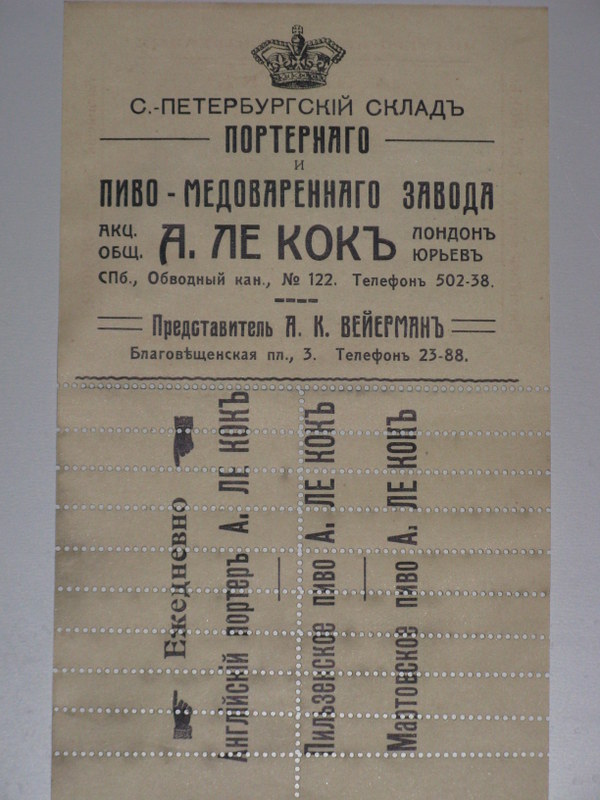 С.-ПЕТЕРБУРГСКІЙ СКЛАДЪ
ПОРТЕРНАГО
И
ПИВО-МЕДОВАРЕННАГО ЗАВОДА
АКЦ. ОБЩ. А. ЛЕ КОКЪ ЛОНДОНЪ ЮРЬЕВЪ
СПб., Обводный кан., № 122. Телефонъ 502-38.
Представитель А. К. ВЕЙЕРМАНЪ
Благовѣщенская пл., 3. Телефонъ 23-88.
Ежедневно
Англійскій портеръ А. ЛЕ КОКЪ
Пильзенское пиво А. ЛЕ КОКЪ
Мартовское пиво А. ЛЕ КОКЪ